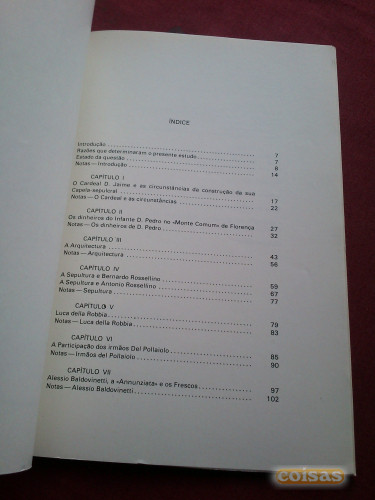 ÍNDICE
Introdução 7
Razões que determinaram o presente estudo 7
Estado da questão 8
Notas — Introdução 14
CAPÍTULO I
O Cardeal D. Jaime e as circunstâncias da construção da sua
Capela-sepulcral 17
Notas — O Cardeal e as circunstâncias 22
CAPÍTULO II
Os dinheiros do Infante D. Pedro no «Monte Comum» de Florença 27
Notas — Os dinheiros de D. Pedro 32
CAPÍTULO III
A Arquitectura 43
Notas — Arquitectura 56
CAPÍTULO IV
A Sepultura e Bernardo Rossellino 59
A Sepultura e Antonio Rossellino 67
Notas — Sepultura 77
CAPÍTULO V
Luca della Robbia 79
Notas — Luca della Robbia 83
CAPÍTULO VI
A Participação dos irmãos Del Pollaiolo 85
Notas — Irmãos del Pollaiolo 90
CAPÍTULO VII
Alessio Baldovinetti, a «Annunziata» e os Frescos 97
Notas — Alessio Baldovinetti 102
coisas